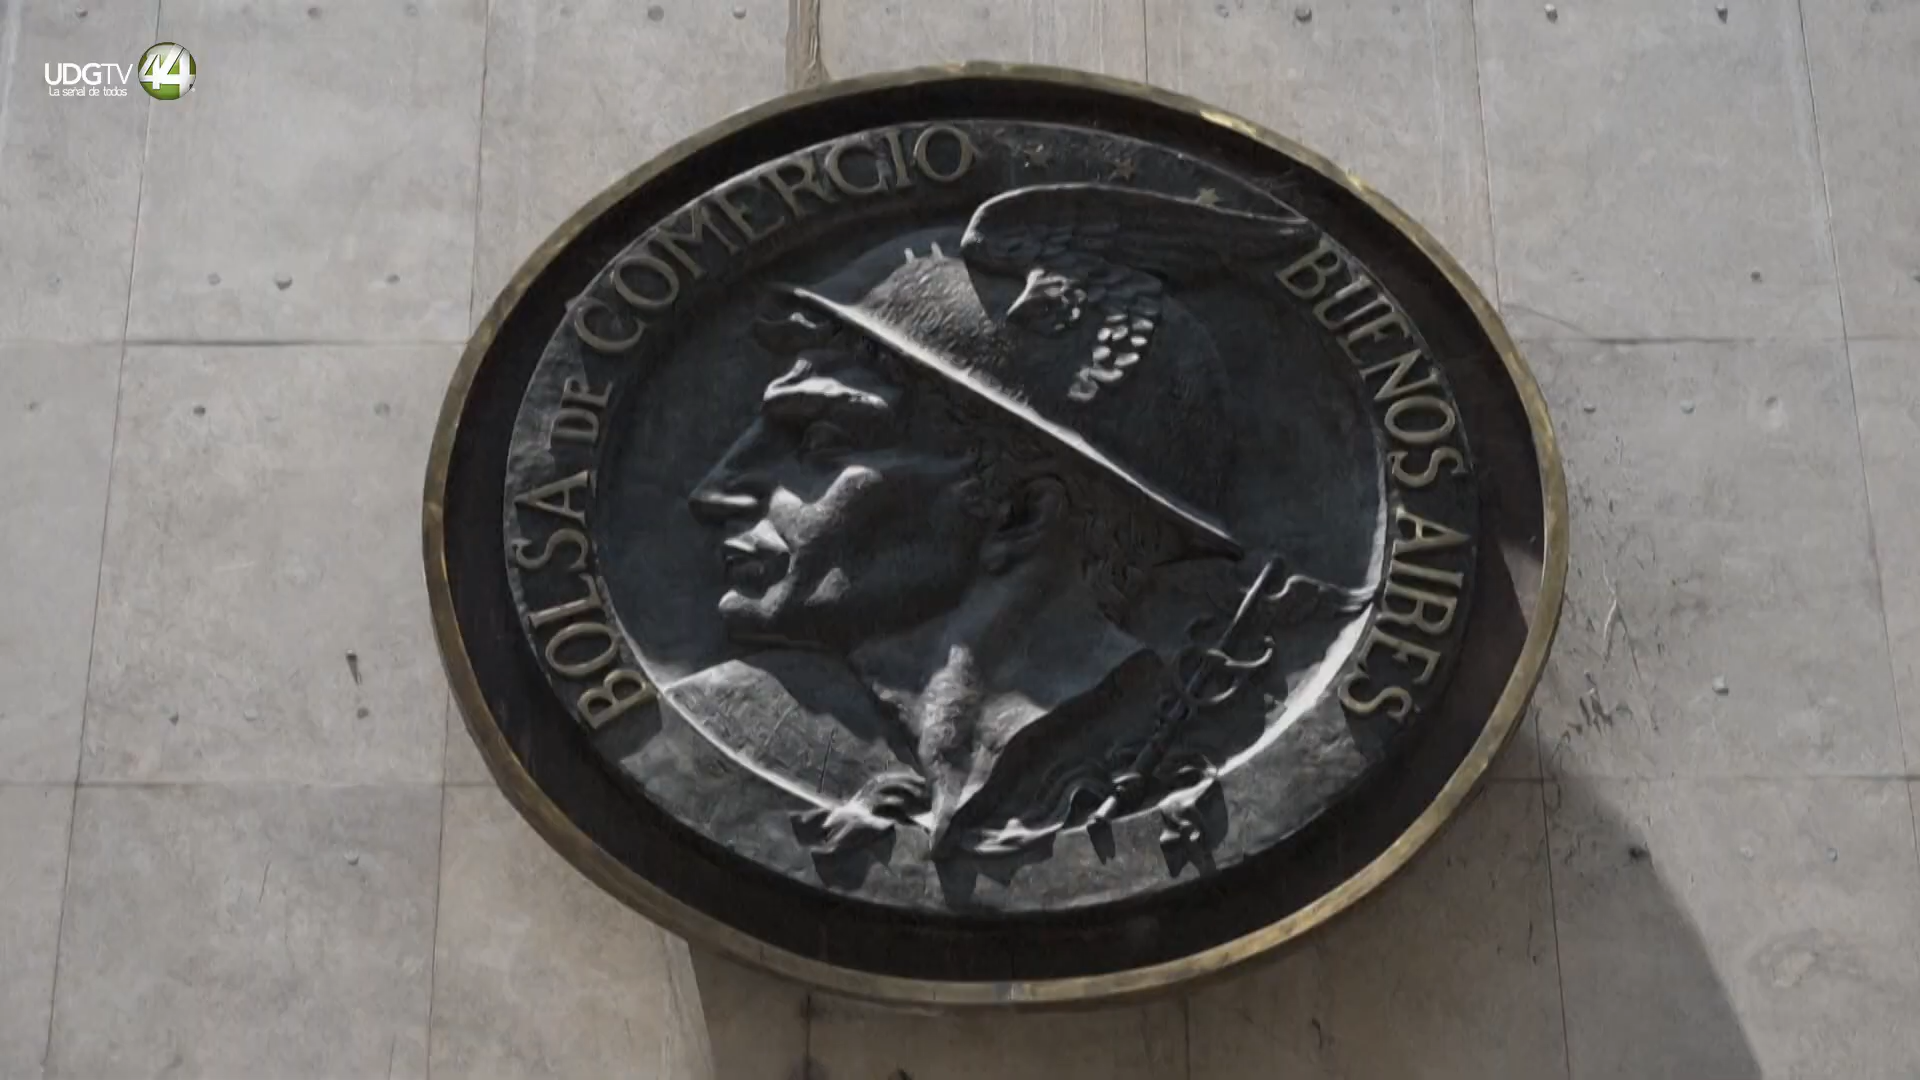 UDGTV 44
La señal de todos
BOLSA DE COMERCIO
BUENOS AIRES